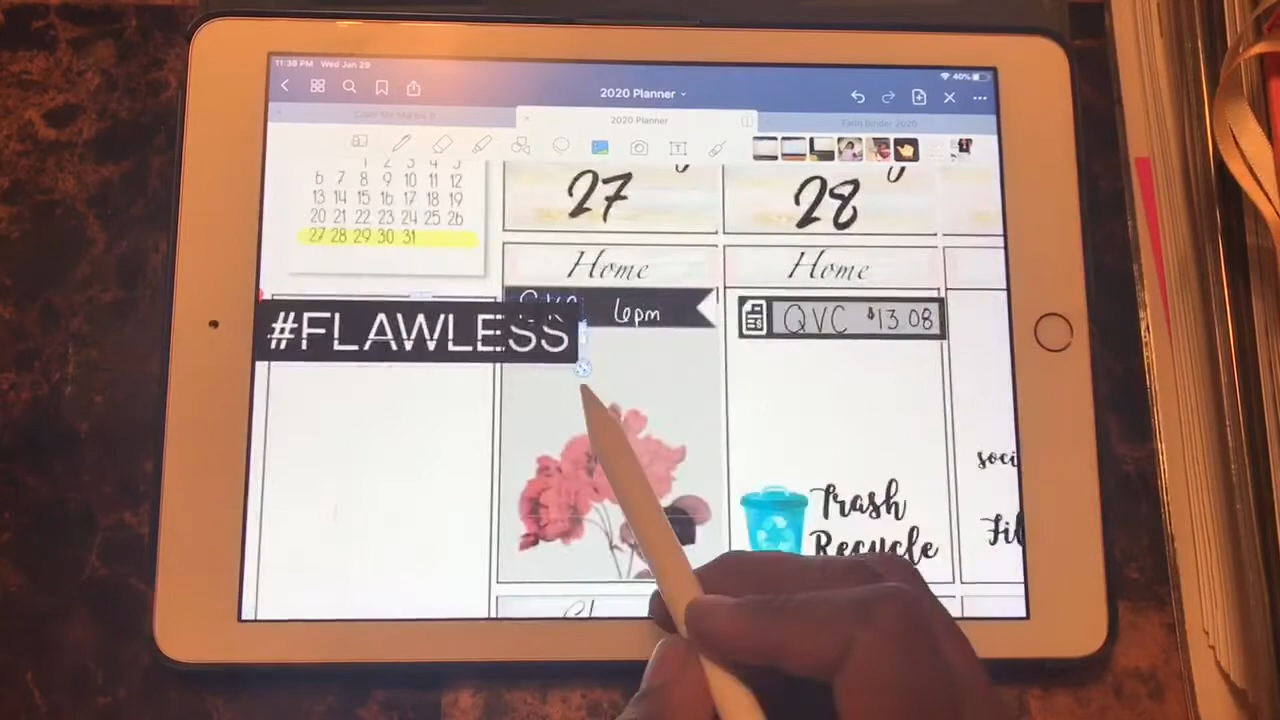 11:38 PM Wed Jan 29
40%
2020 Planner
2020 Planner
1 2 3 4 5
6 7 8 9 10 11 12
13 14 15 16 17 18 19
20 21 22 23 24 25 26
27 28 29 30 31
27
28
Home
Home
6pm
#FLAWLESS
QVC $13.08
soci
Trash
Recycle
Fil